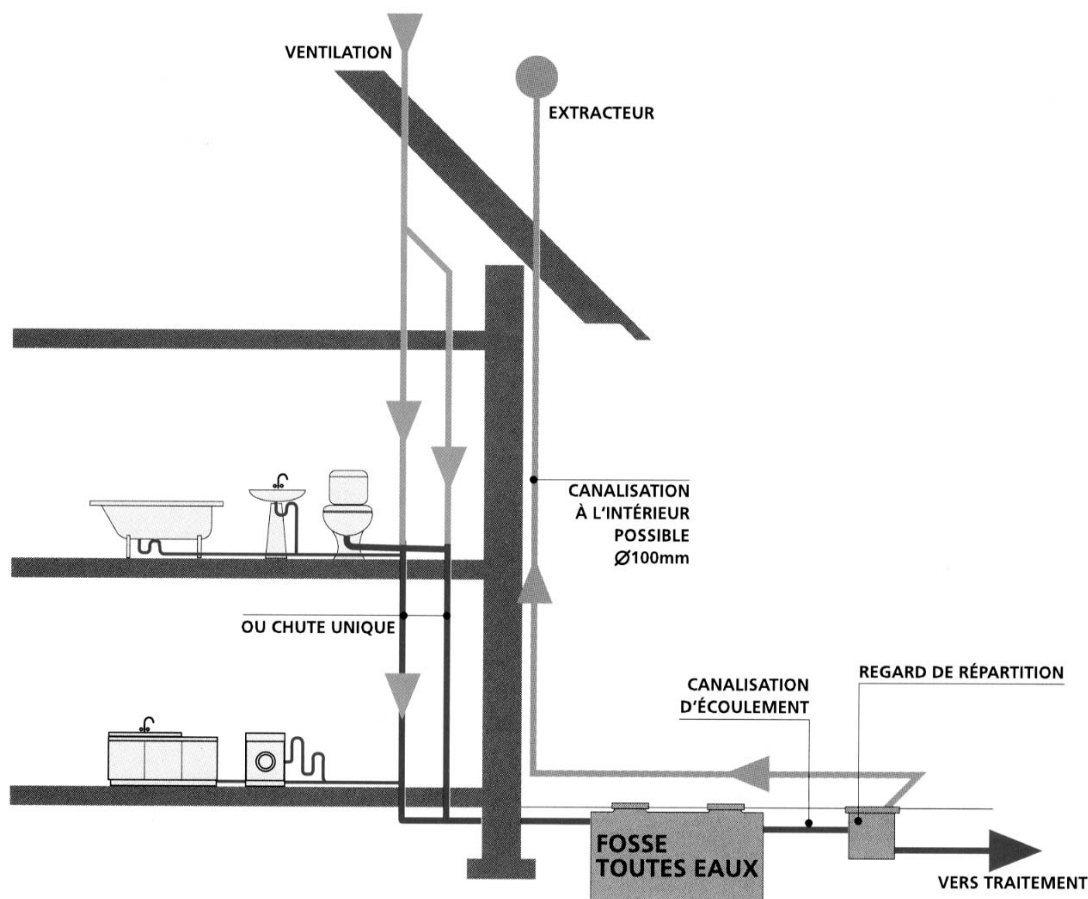 VENTILATION
EXTRACTEUR
CANALISATION
À L'INTÉRIEUR
POSSIBLE
Ø100mm
OU CHUTE UNIQUE
CANALISATION
D'ÉCOULEMENT
REGARD DE RÉPARTITION
FOSSE
TOUTES EAUX
VERS TRAITEMENT